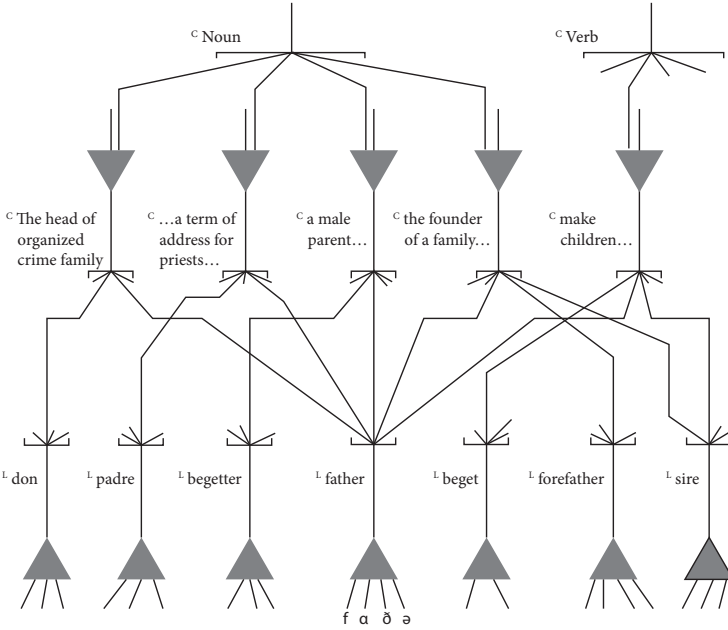 C Noun
C Verb
C The head of
organized
crime family
C …a term of
address for
priests…
C a male
parent…
C the founder
of a family…
C make
children…
L don
L padre
L begetter
L father
L beget
L forefather
L sire
f ɑ ð ə